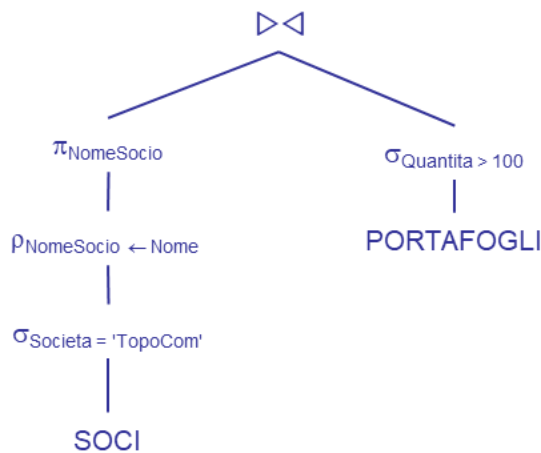 ▷◁
πNomeSocio
σQuantita > 100
ρNomeSocio ← Nome
PORTAFOGLI
σSocieta = 'TopoCom'
SOCI